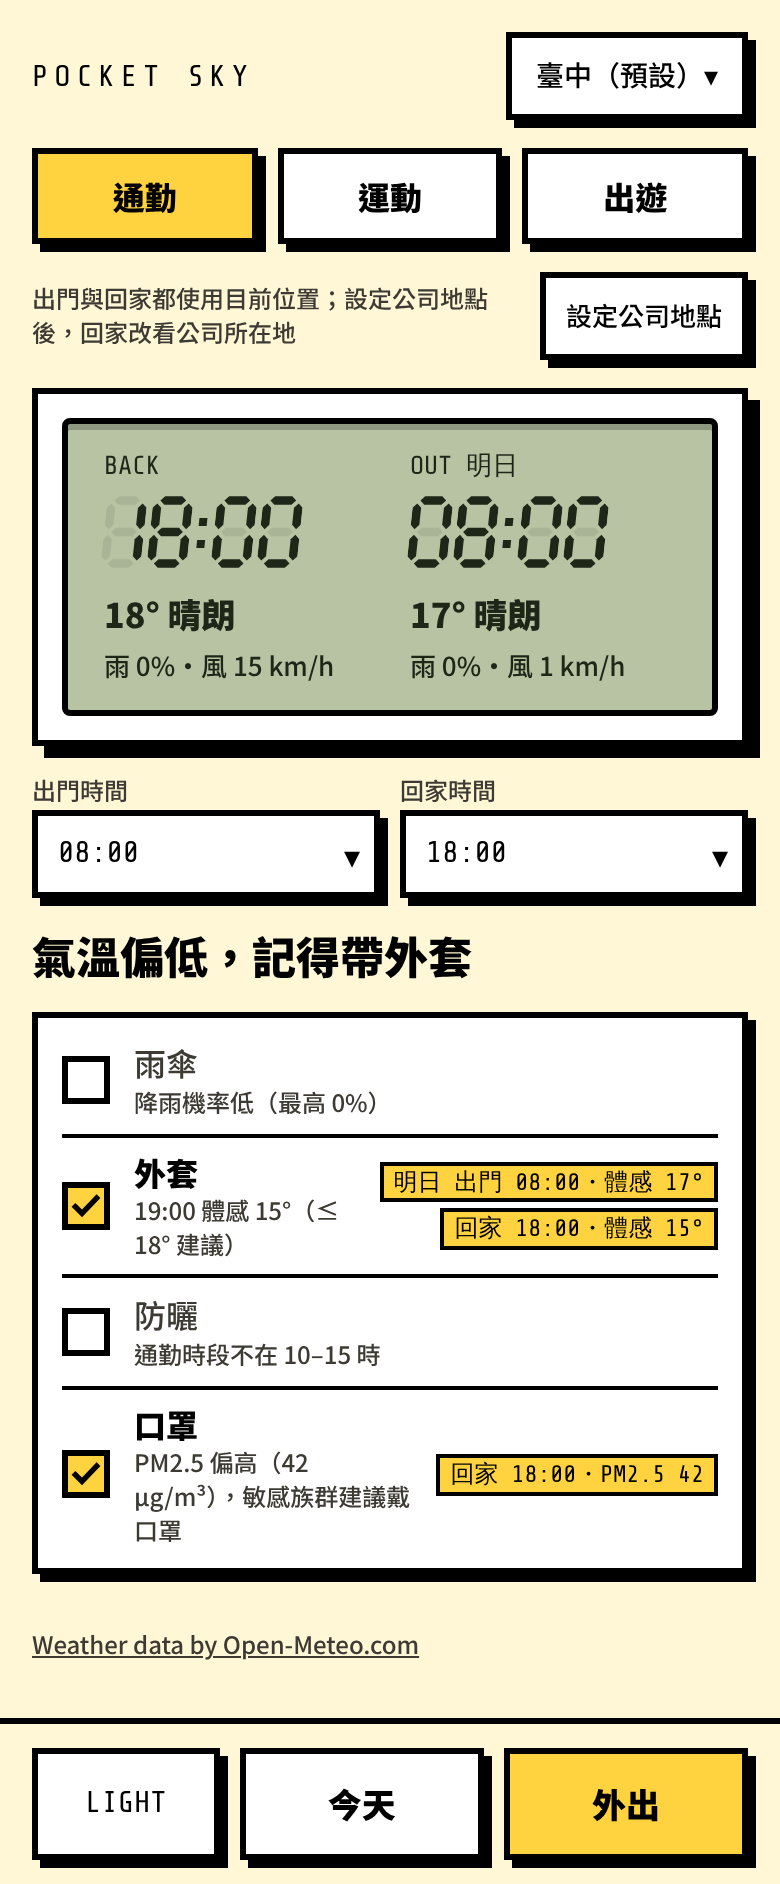 POCKET SKY
臺中（預設）▼
通勤
運動
出遊
出門與回家都使用目前位置；設定公司地點
後，回家改看公司所在地
設定公司地點
BACK
18:00
18° 晴朗
雨 0%・風 15 km/h
OUT 明日
08:00
17° 晴朗
雨 0%・風 1 km/h
出門時間
08:00 ▼
回家時間
18:00 ▼
氣溫偏低，記得帶外套
雨傘
降雨機率低（最高 0%）
外套
19:00 體感 15°（≤
18° 建議）
明日 出門 08:00・體感 17°
回家 18:00・體感 15°
防曬
通勤時段不在 10–15 時
口罩
PM2.5 偏高（42
μg/m³），敏感族群建議戴
口罩
回家 18:00・PM2.5 42
Weather data by Open-Meteo.com
LIGHT
今天
外出